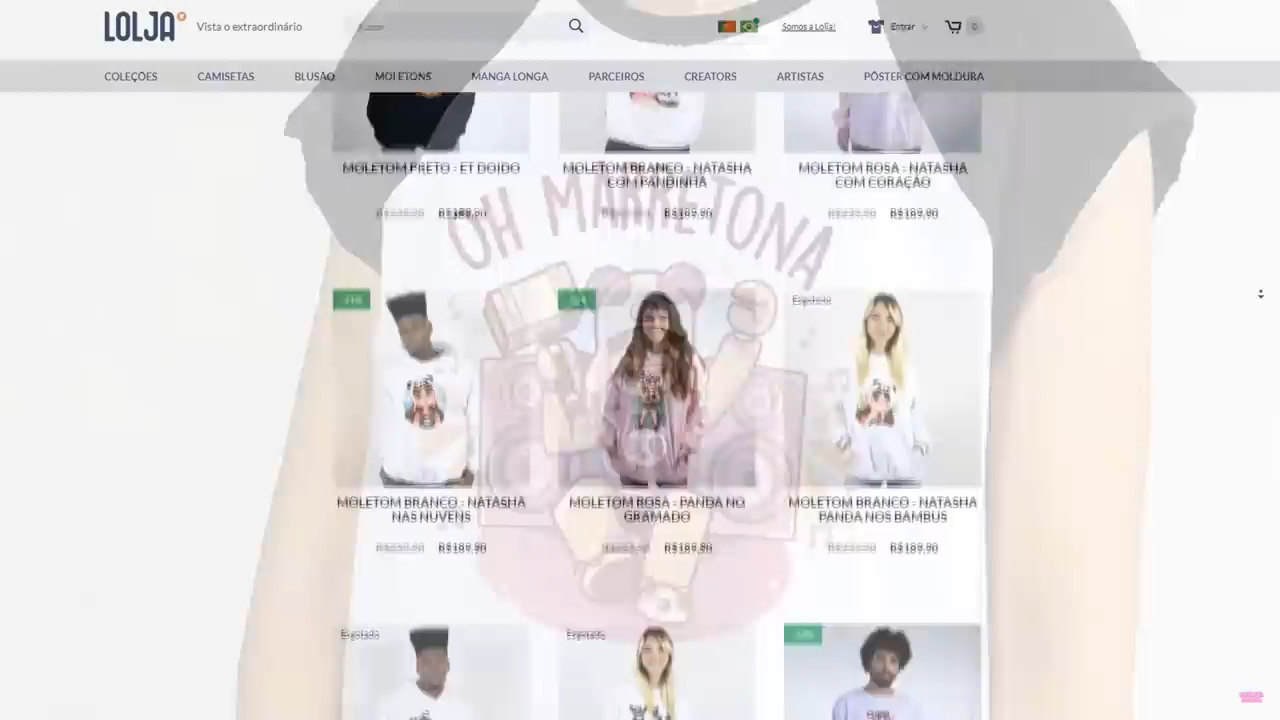 LOLJA
Vista o extraordinário
Somos a Lolja!
Entrar
0
COLEÇÕES
CAMISETAS
BLUSÃO
MOLETONS
MANGA LONGA
PARCEIROS
CREATORS
ARTISTAS
PÔSTER COM MOLDURA
MOLETOM PRETO - ET DOIDO
MOLETOM BRANCO - NATASHA
COM PANDINHA
MOLETOM ROSA - NATASHA
COM CORAÇÃO
R$189,90
R$189,90
R$189,90
OH MARRETONA
Esgotado
MOLETOM BRANCO - NATASHA
NAS NUVENS
MOLETOM ROSA - PANDA NO
GRAMADO
MOLETOM BRANCO - NATASHA
PANDA NOS BAMBUS
R$189,90
R$189,90
R$189,90
Esgotado
Esgotado